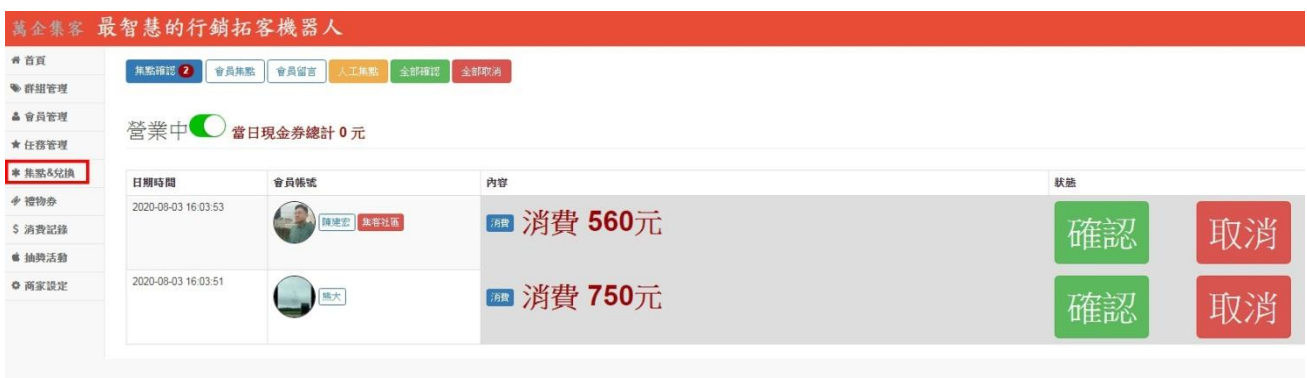 萬企集客 最智慧的行銷拓客機器人
首頁
群組管理
會員管理
任務管理
集點&兌換
禮物券
$ 消費記錄
抽獎活動
商家設定
集點確認 2 會員集點 會員留言 人工集點 全部確認 全部取消
營業中 當日現金券總計 0 元
日期時間 會員帳號 內容 狀態
2020-08-03 16:03:53 陳建宏 集客社區 消費 消費 560元 確認 取消
2020-08-03 16:03:51 熊大 消費 消費 750元 確認 取消